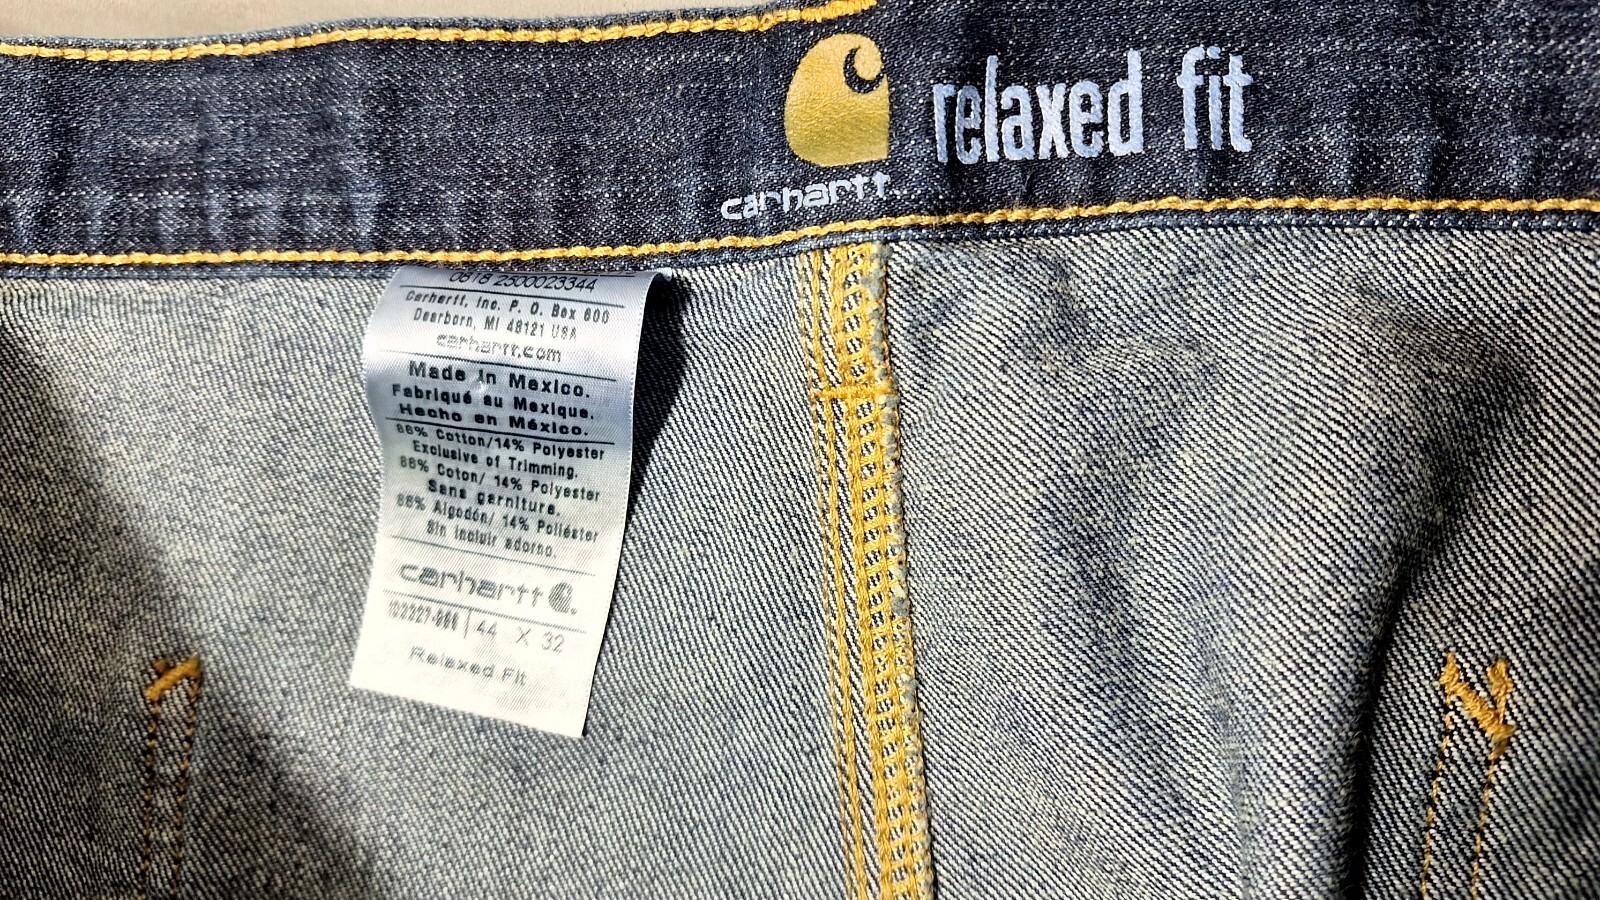 relaxed fit
carhartt
0818 2500023344
Carhartt, Inc. P. O. Box 600
Dearborn, MI 48121 USA
carhartt.com
Made in Mexico.
Fabriqué au Mexique.
Hecho en México.
86% Cotton/14% Polyester
Exclusive of Trimming.
86% Coton/ 14% Polyester
Sans garniture.
86% Algodón/ 14% Poliéster
Sin incluir adorno.
carhartt
44 X 32
Relaxed Fit